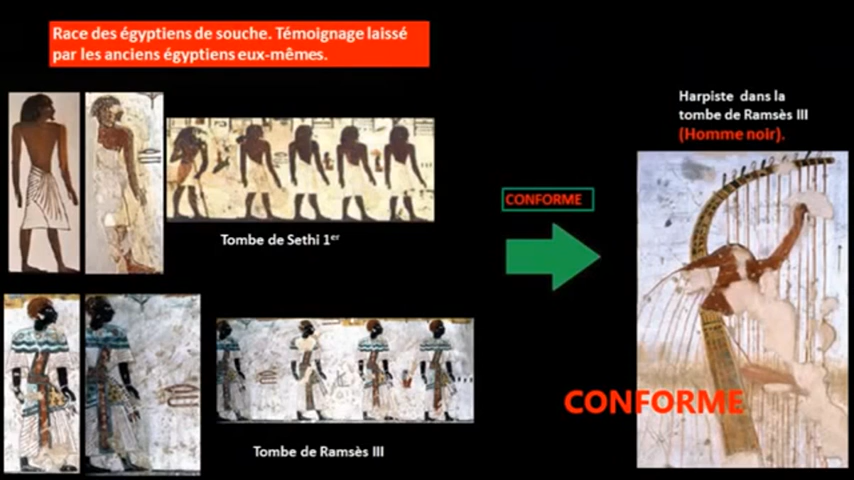 Race des égyptiens de souche. Témoignage laissé
par les anciens égyptiens eux-mêmes.
Harpiste dans la
tombe de Ramsès III
(Homme noir).
CONFORME
Tombe de Sethi 1er
CONFORME
Tombe de Ramsès III